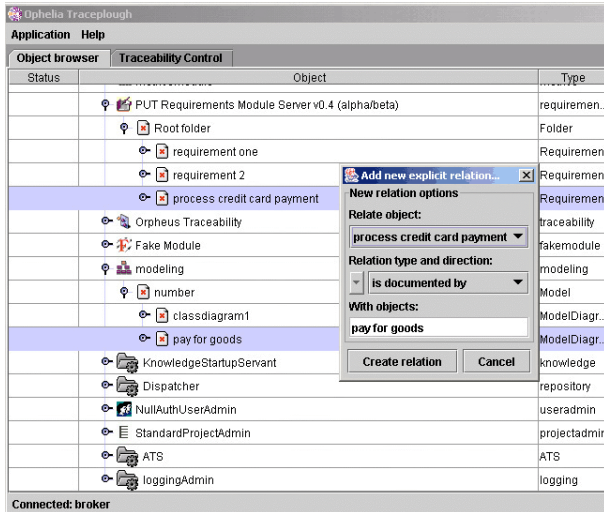 Ophelia Traceplough
Application Help
Object browser Traceability Control
Status Object Type
PUT Requirements Module Server v0.4 (alpha/beta) requiremen...
Root folder Folder
requirement one Requiremen
requirement 2 Requiremen
process credit card payment Requiremen
Orpheus Traceability traceability
Fake Module fakemodule
modeling modeling
number Model
classdiagram1 ModelDiagr...
pay for goods ModelDiagr...
KnowledgeStartupServant knowledge
Dispatcher repository
NullAuthUserAdmin useradmin
StandardProjectAdmin projectadmin
ATS ATS
loggingAdmin logging
Connected: broker
Add new explicit relation...
New relation options
Relate object:
process credit card payment
Relation type and direction:
is documented by
With objects:
pay for goods
Create relation Cancel